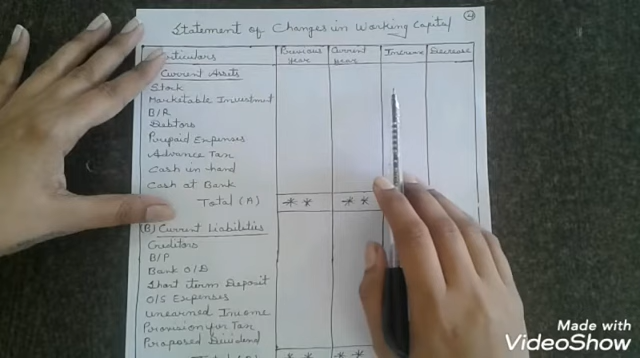 Statement of Changes in Working Capital
Particulars Previous year Current year Increase Decrease
Current Assets
Stock
Marketable Investment
B/R
Debtors
Prepaid Expenses
Advance Tax
Cash in hand
Cash at Bank
Total (A) ** **
(B) Current Liabilities
Creditors
B/P
Bank O/D
Short term Deposit
O/S Expenses
Unearned Income
Provision for Tax
Proposed Dividend
** **
Made with
VideoShow